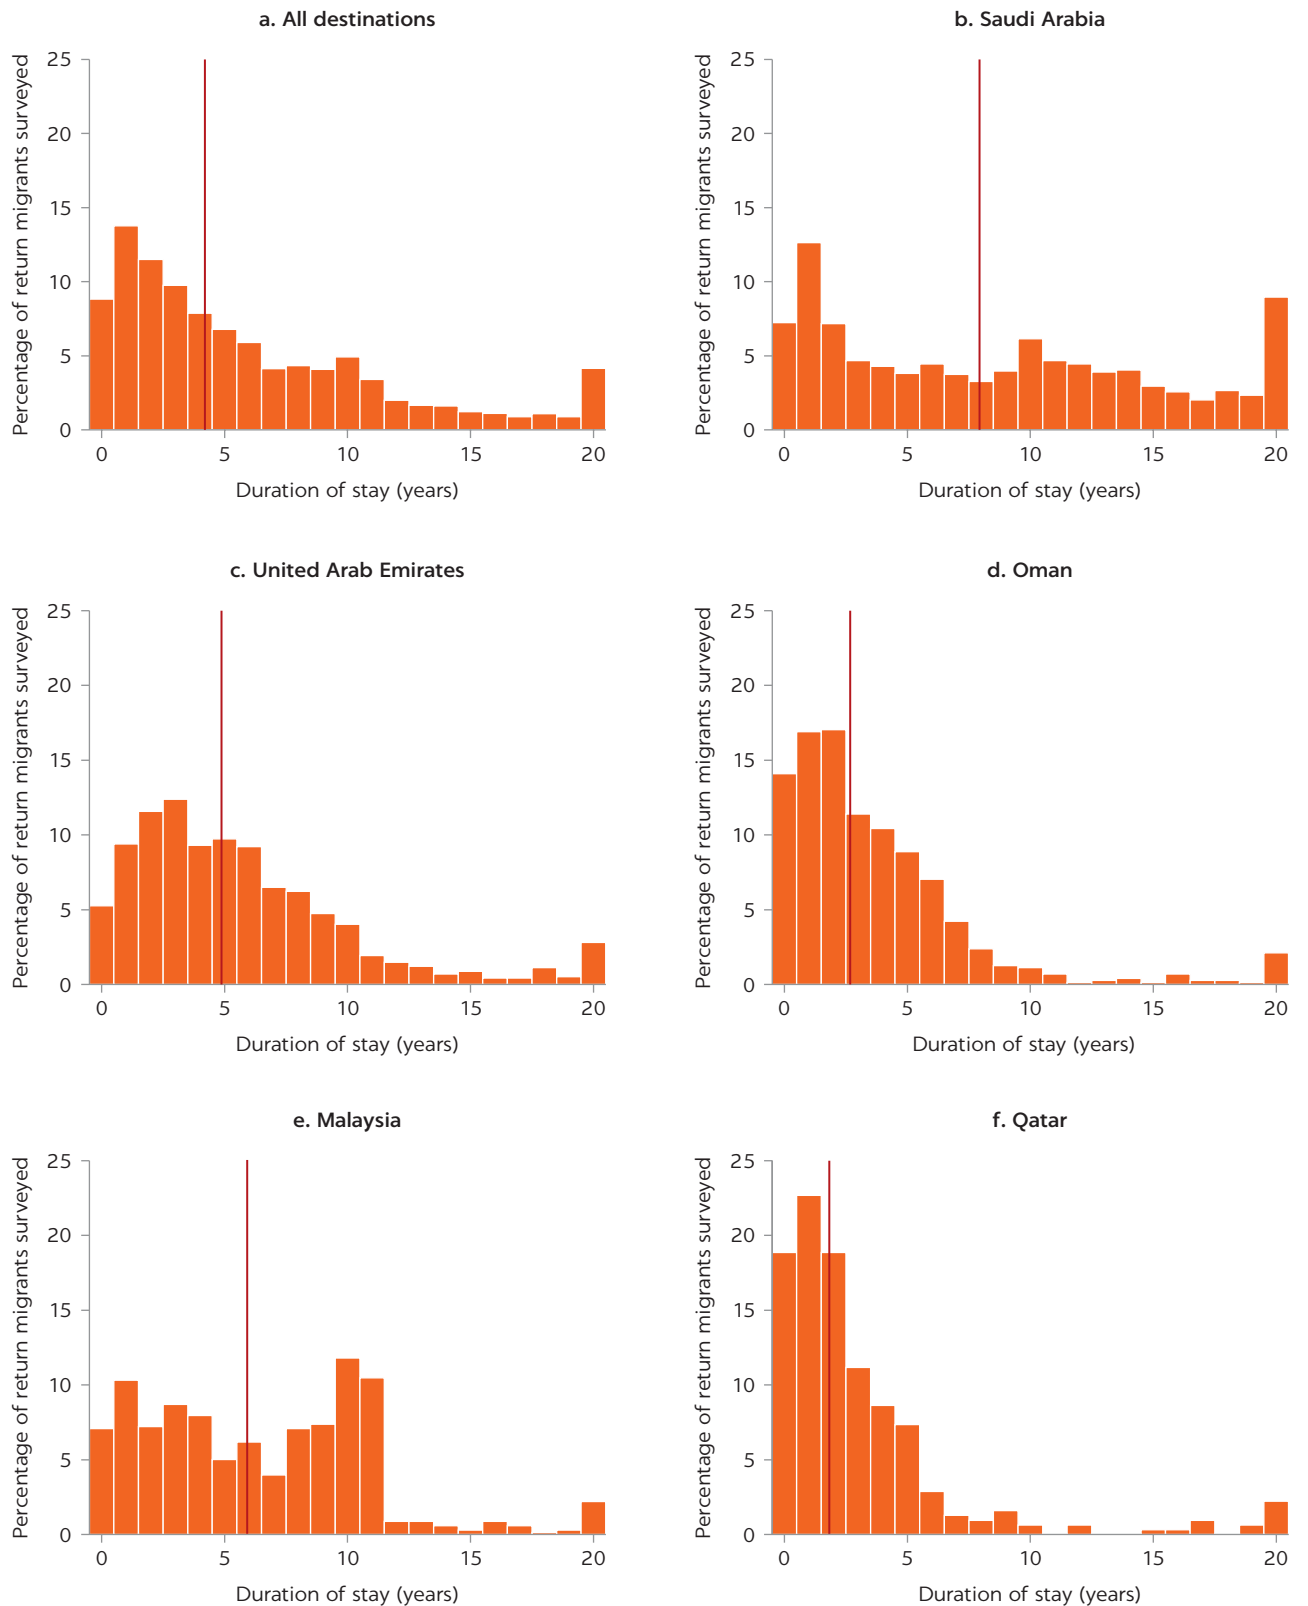 a. All destinations
Percentage of return migrants surveyed
25
20
15
10
5
0
0 5 10 15 20
Duration of stay (years)
b. Saudi Arabia
Percentage of return migrants surveyed
25
20
15
10
5
0
0 5 10 15 20
Duration of stay (years)
c. United Arab Emirates
Percentage of return migrants surveyed
25
20
15
10
5
0
0 5 10 15 20
Duration of stay (years)
d. Oman
Percentage of return migrants surveyed
25
20
15
10
5
0
0 5 10 15 20
Duration of stay (years)
e. Malaysia
Percentage of return migrants surveyed
25
20
15
10
5
0
0 5 10 15 20
Duration of stay (years)
f. Qatar
Percentage of return migrants surveyed
25
20
15
10
5
0
0 5 10 15 20
Duration of stay (years)